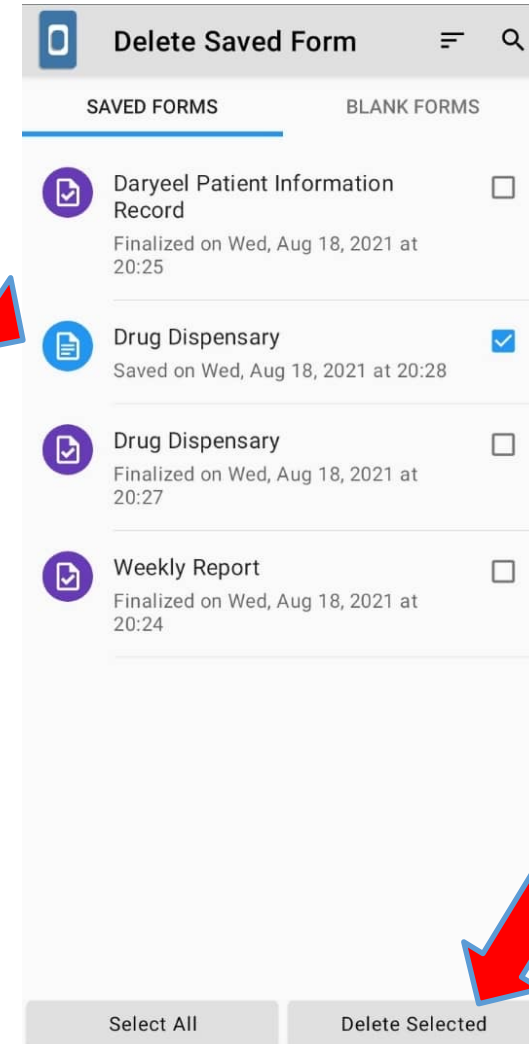 Delete Saved Form
SAVED FORMS
BLANK FORMS
Daryeel Patient Information
Record
Finalized on Wed, Aug 18, 2021 at
20:25
Drug Dispensary
Saved on Wed, Aug 18, 2021 at 20:28
Drug Dispensary
Finalized on Wed, Aug 18, 2021 at
20:27
Weekly Report
Finalized on Wed, Aug 18, 2021 at
20:24
Select All
Delete Selected